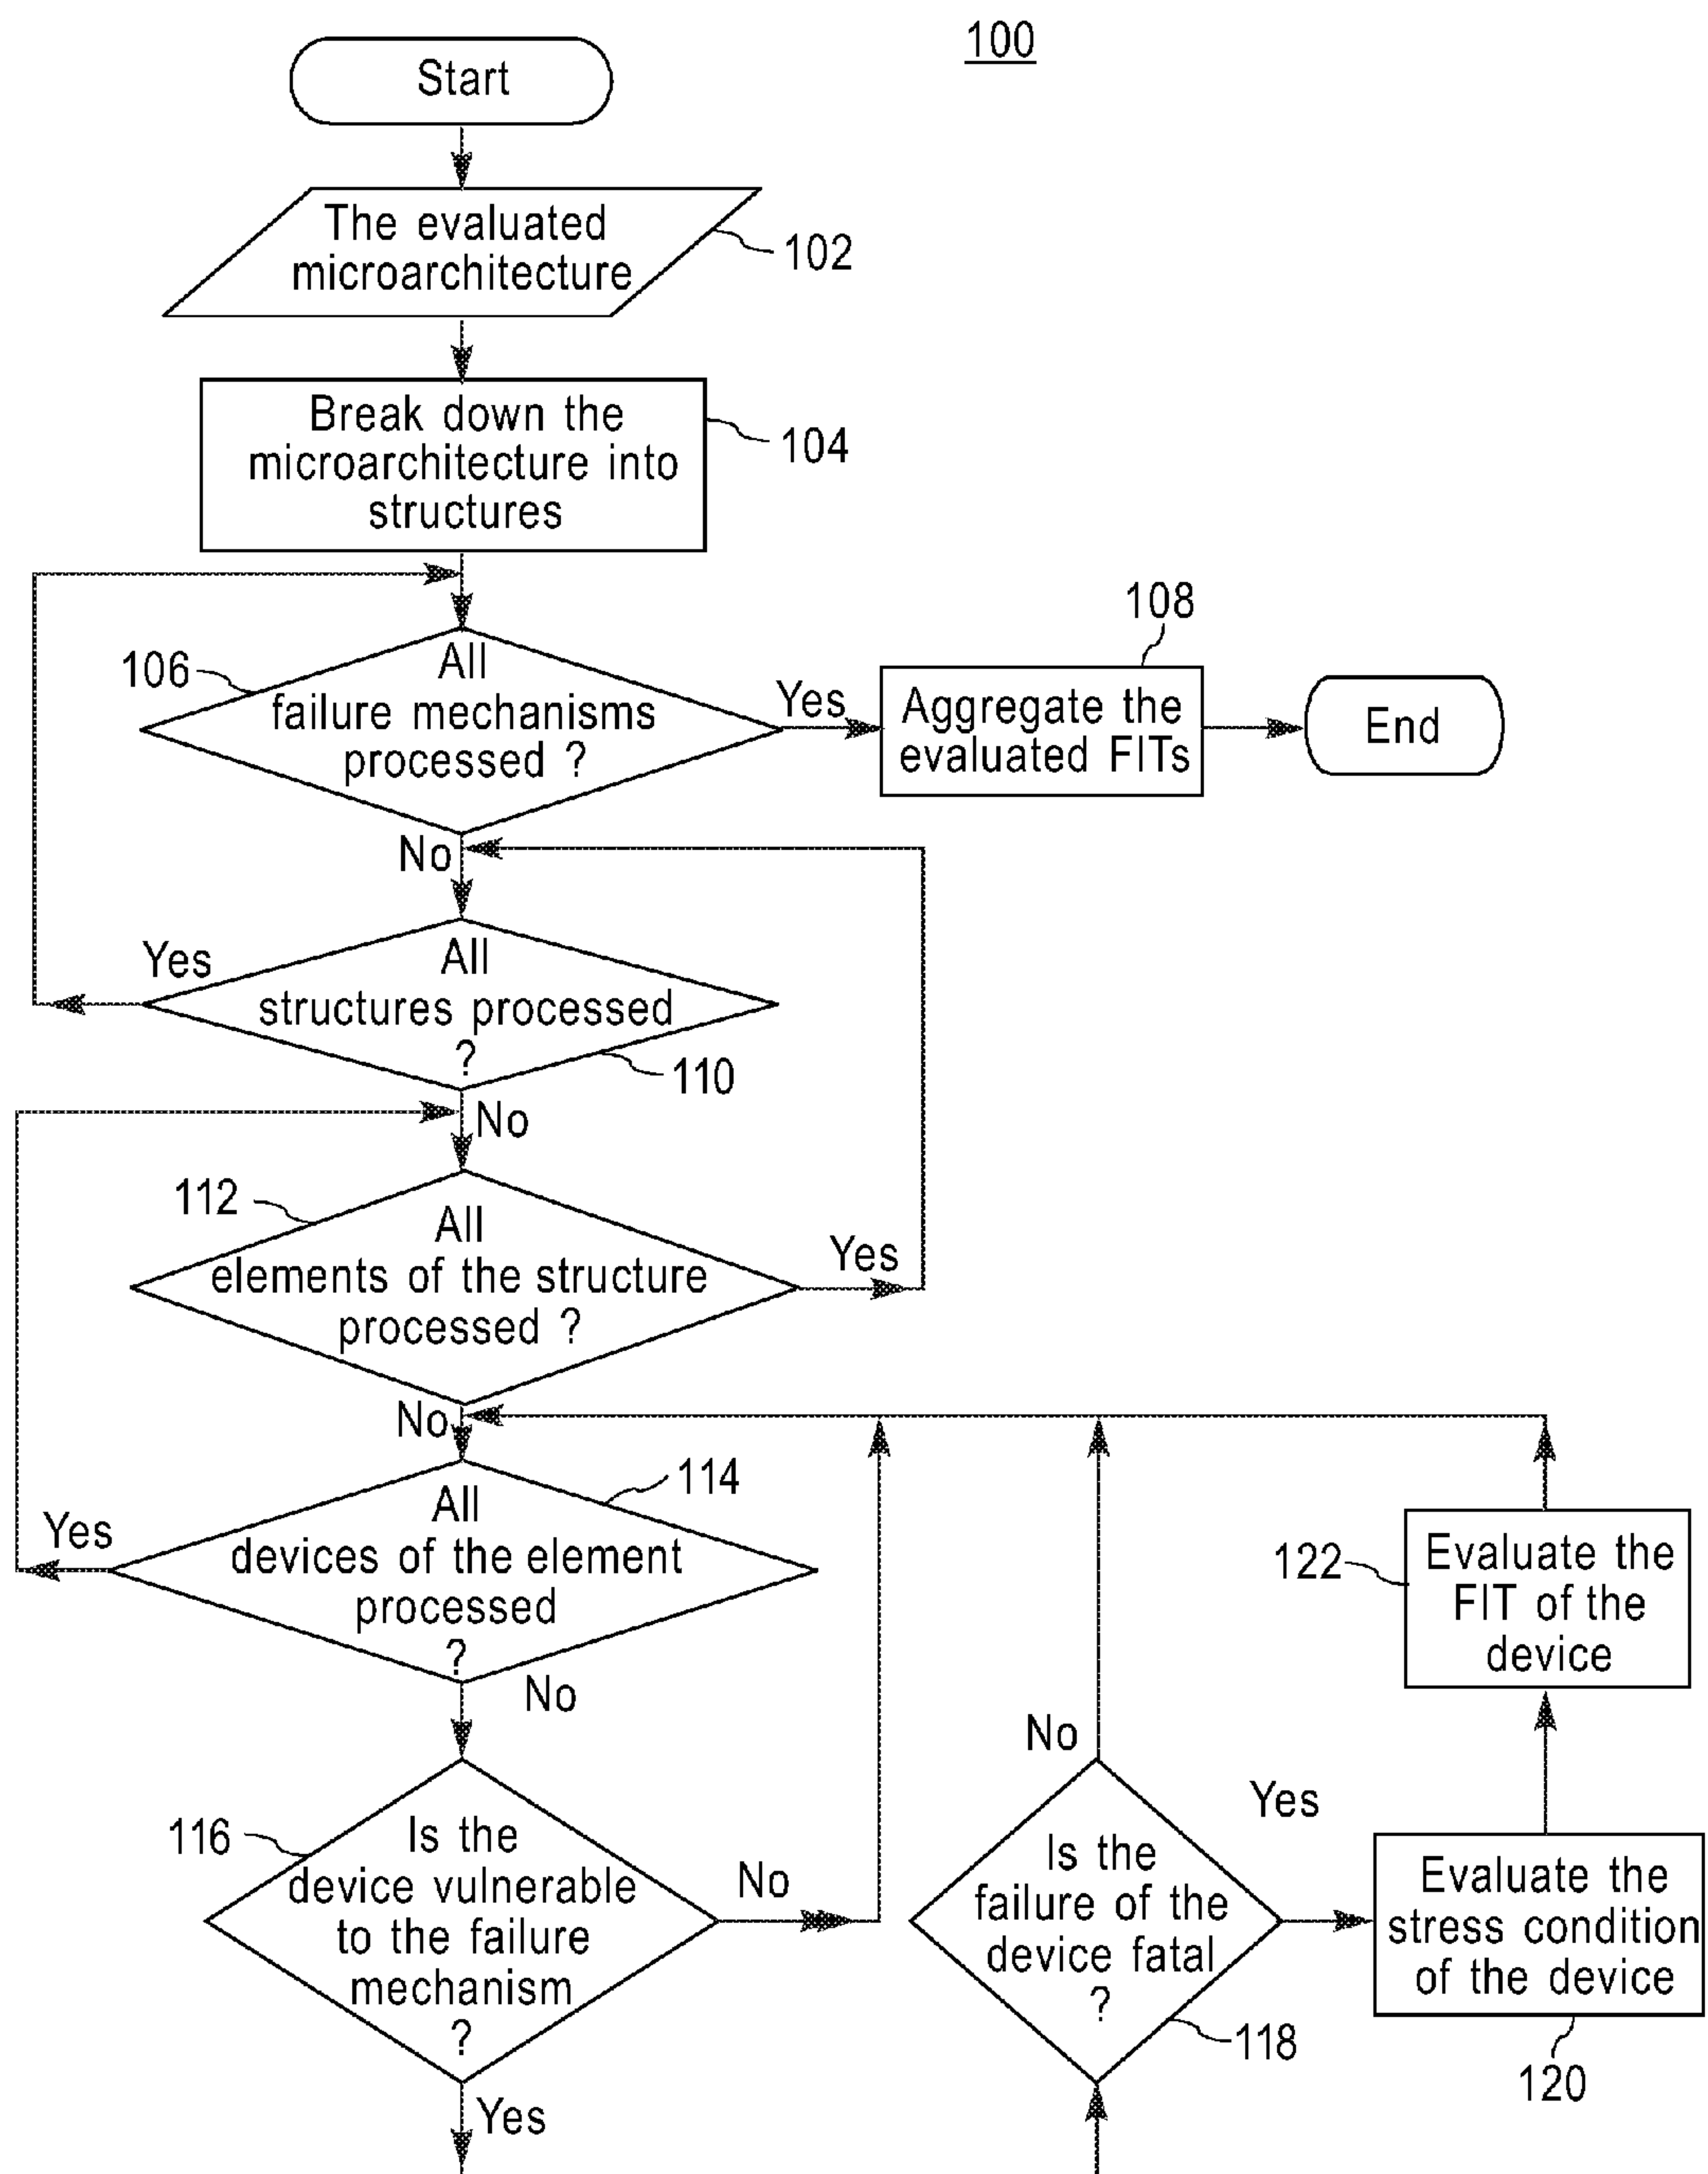 100
Start
The evaluated
microarchitecture
102
Break down the
microarchitecture into
structures
104
106
All
failure mechanisms
processed ?
Yes
108
Aggregate the
evaluated FITs
End
No
Yes
All
structures processed
?
110
No
112
All
elements of the structure
processed ?
Yes
No
114
Yes
All
devices of the element
processed
?
No
116
Is the
device vulnerable
to the failure
mechanism
?
No
Yes
No
Is the
failure of the
device fatal
?
118
Yes
Evaluate the
stress condition
of the device
120
122
Evaluate the
FIT of the
device